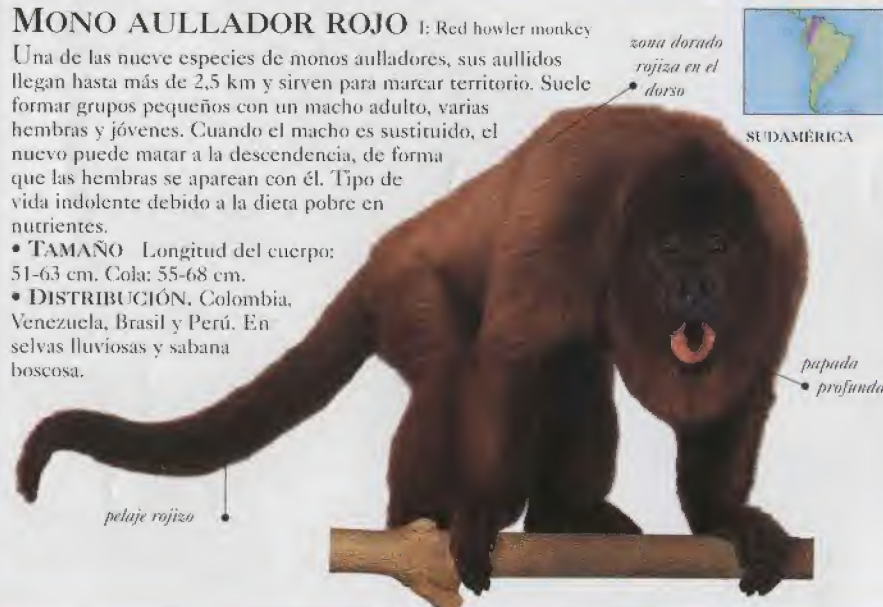 MONO AULLADOR ROJO I: Red howler monkey
Una de las nueve especies de monos aulladores, sus aullidos
llegan hasta más de 2,5 km y sirven para marcar territorio. Suele
formar grupos pequeños con un macho adulto, varias
hembras y jóvenes. Cuando el macho es sustituido, el
nuevo puede matar a la descendencia, de forma
que las hembras se aparean con él. Tipo de
vida indolente debido a la dieta pobre en
nutrientes.
• TAMAÑO Longitud del cuerpo:
51-63 cm. Cola: 55-68 cm.
• DISTRIBUCIÓN. Colombia,
Venezuela, Brasil y Perú. En
selvas lluviosas y sabana
boscosa.
zona dorado
rojiza en el
dorso
SUDAMÉRICA
papada
profunda
pelaje rojizo